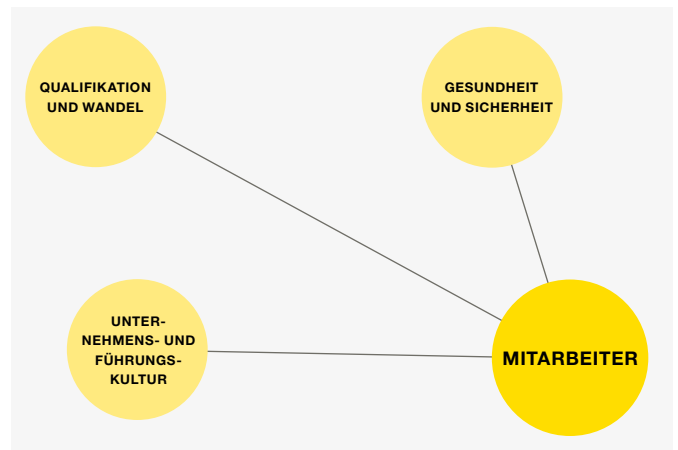 QUALIFIKATION
UND WANDEL
GESUNDHEIT
UND SICHERHEIT
UNTER-
NEHMENS- UND
FÜHRUNGS-
KULTUR
MITARBEITER